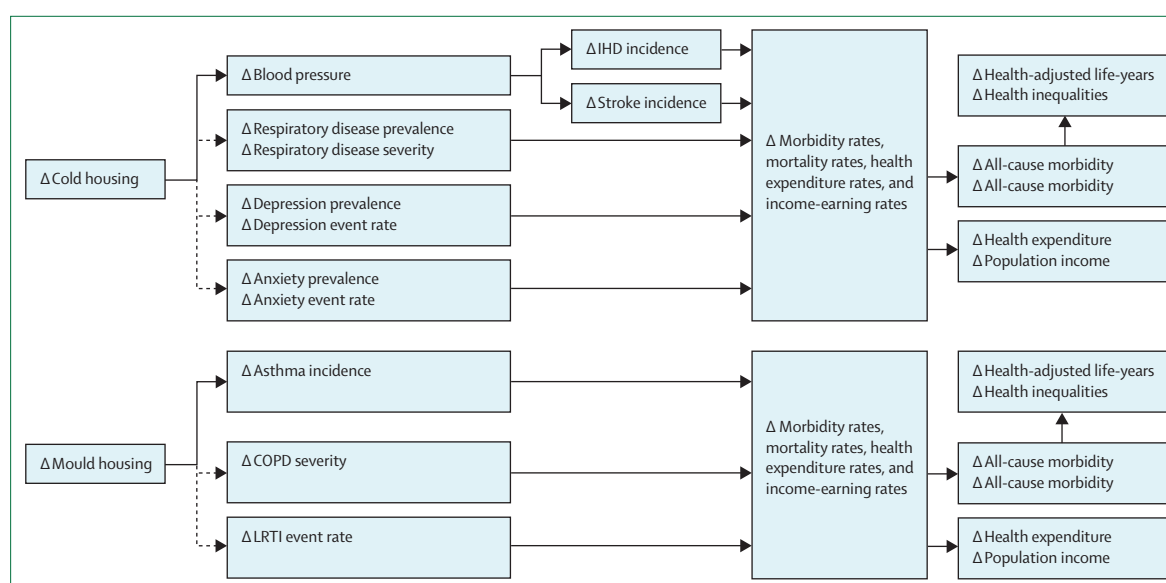 Δ Cold housing
Δ Blood pressure
Δ IHD incidence
Δ Stroke incidence
Δ Respiratory disease prevalence
Δ Respiratory disease severity
Δ Depression prevalence
Δ Depression event rate
Δ Anxiety prevalence
Δ Anxiety event rate
Δ Morbidity rates,
mortality rates, health
expenditure rates, and
income-earning rates
Δ Health-adjusted life-years
Δ Health inequalities
Δ All-cause morbidity
Δ All-cause morbidity
Δ Health expenditure
Δ Population income
Δ Mould housing
Δ Asthma incidence
Δ COPD severity
Δ LRTI event rate
Δ Morbidity rates,
mortality rates, health
expenditure rates, and
income-earning rates
Δ Health-adjusted life-years
Δ Health inequalities
Δ All-cause morbidity
Δ All-cause morbidity
Δ Health expenditure
Δ Population income